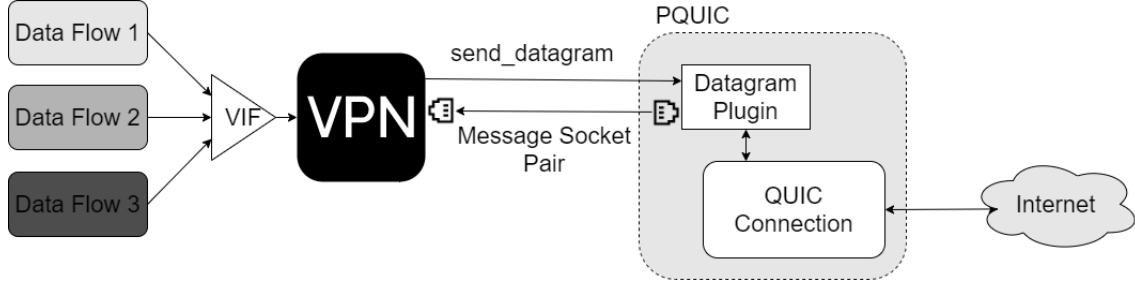 PQUIC
Data Flow 1
send_datagram
Datagram
Plugin
Data Flow 2
VIF
VPN
Message Socket
Pair
Data Flow 3
QUIC
Connection
Internet